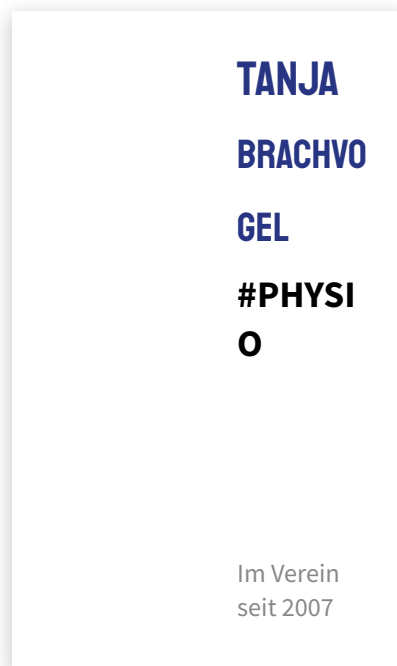 TANJA
BRACHVO
GEL
#PHYSI
O
Im Verein
seit 2007